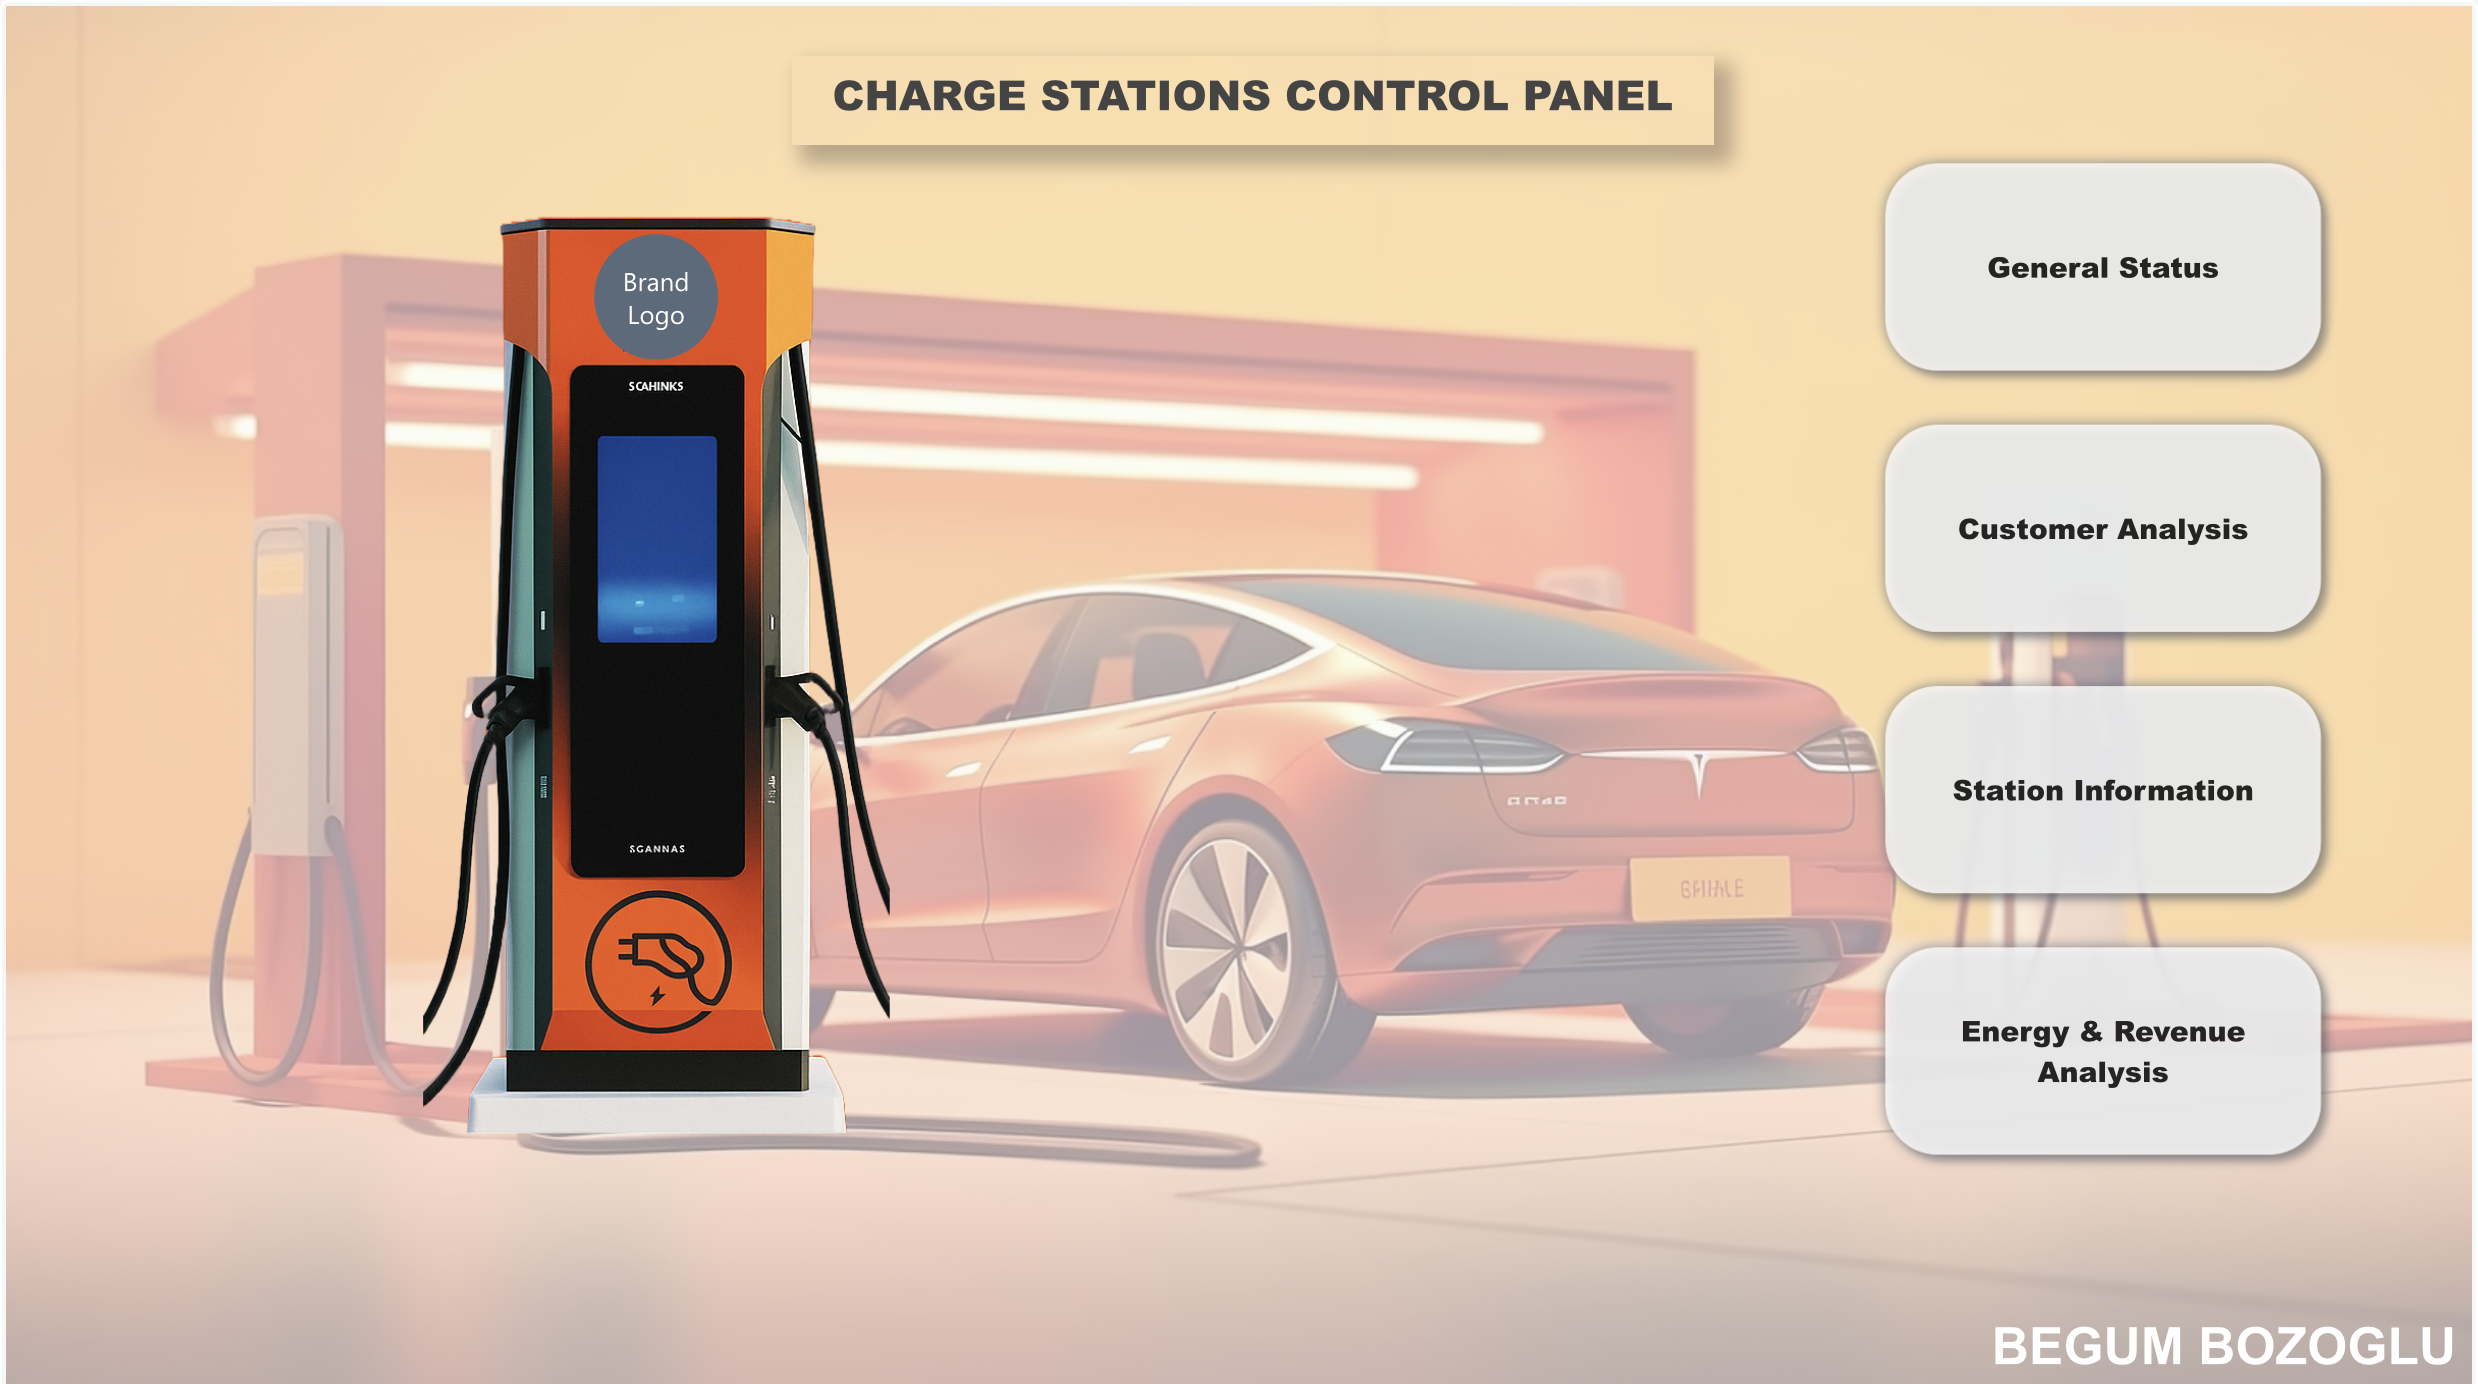 CHARGE STATIONS CONTROL PANEL
Brand
Logo
SCAHINKS
SGANNAS
General Status
Customer Analysis
Station Information
Energy & Revenue
Analysis
BEGUM BOZOGLU